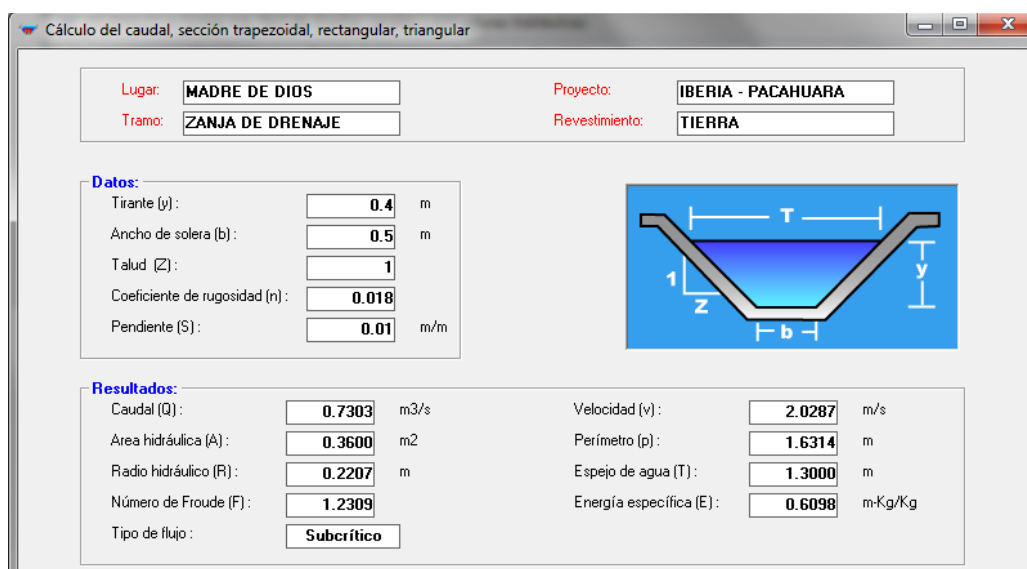 Cálculo del caudal, sección trapezoidal, rectangular, triangular
Lugar: MADRE DE DIOS Proyecto: IBERIA - PACAHUARA
Tramo: ZANJA DE DRENAJE Revestimiento: TIERRA
Datos:
Tirante (y) : 0.4 m
Ancho de solera (b) : 0.5 m
Talud (Z) : 1
Coeficiente de rugosidad (n) : 0.018
Pendiente (S) : 0.01 m/m
T
1
Z
y
b
Resultados:
Caudal (Q) : 0.7303 m3/s Velocidad (v) : 2.0287 m/s
Area hidráulica (A) : 0.3600 m2 Perímetro (p) : 1.6314 m
Radio hidráulico (R) : 0.2207 m Espejo de agua (T) : 1.3000 m
Número de Froude (F) : 1.2309 Energía específica (E) : 0.6098 m-Kg/Kg
Tipo de flujo : Subcrítico